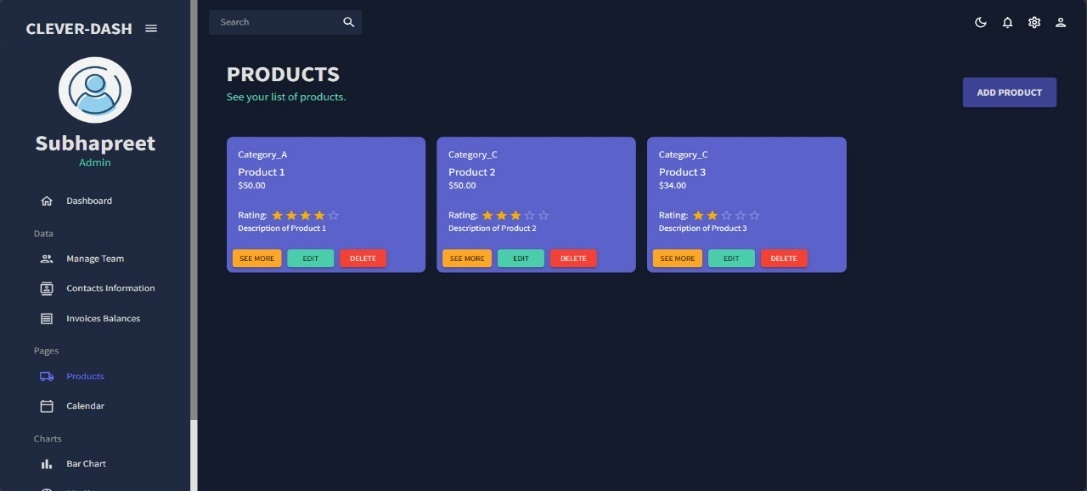 CLEVER-DASH
Subhapreet
Admin
Dashboard
Data
Manage Team
Contacts Information
Invoices Balances
Pages
Products
Calendar
Charts
Bar Chart
Search
PRODUCTS
See your list of products.
ADD PRODUCT
Category_A
Product 1
$50.00
Rating:
Description of Product 1
SEE MORE EDIT DELETE
Category_C
Product 2
$50.00
Rating:
Description of Product 2
SEE MORE EDIT DELETE
Category_C
Product 3
$34.00
Rating:
Description of Product 3
SEE MORE EDIT DELETE